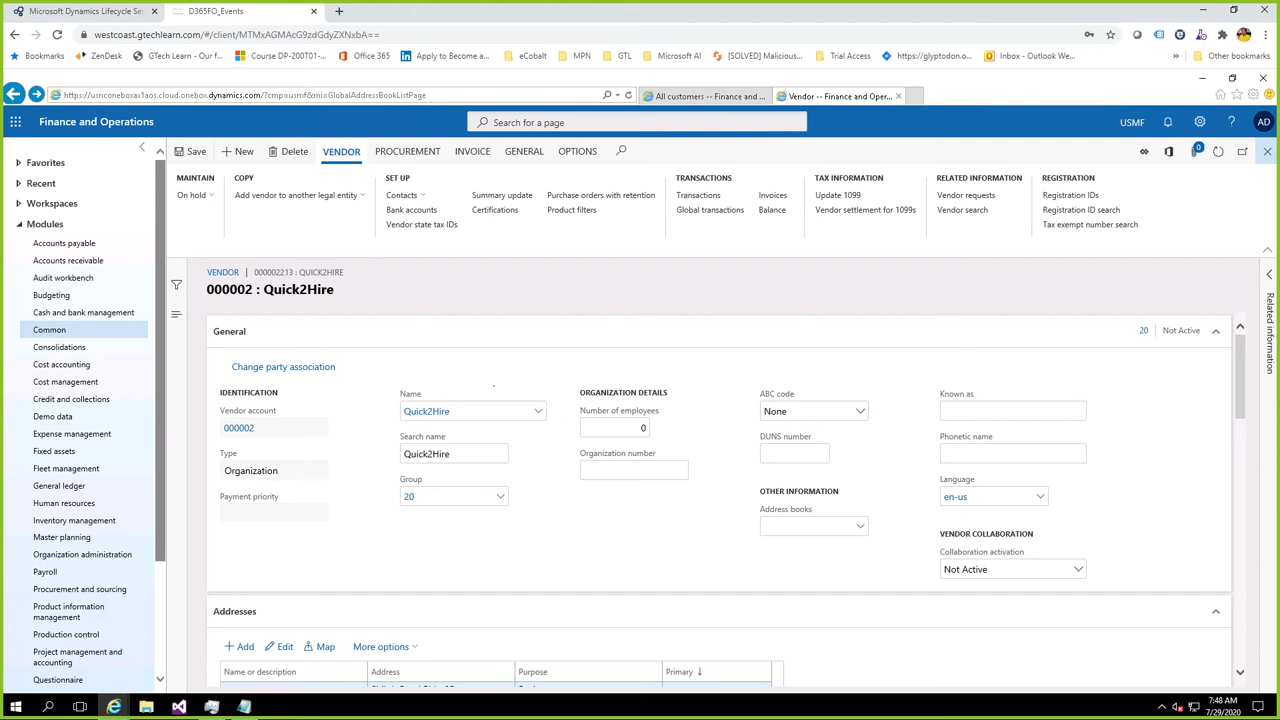 Microsoft Dynamics Lifecycle Se
D365FO_Events
westcoast.gtechlearn.com/#/client/MTMxAGMAcG9zdGdyZXNxbA==
Bookmarks
ZenDesk
GTech Learn - Our f...
Course DP-200T01-...
Office 365
Apply to Become a...
eCobalt
MPN
GTL
Microsoft AI
[SOLVED] Malicious...
Trial Access
https://glyptodon.o...
Inbox - Outlook We...
Other bookmarks
https://usnconeboxax1aos.cloud.onebox.dynamics.com/?cmp=usmf&mi=GlobalAddressBookListPage
All customers -- Finance and ...
Vendor -- Finance and Oper...
Finance and Operations
Search for a page
USMF
AD
Save
New
Delete
VENDOR
PROCUREMENT
INVOICE
GENERAL
OPTIONS
0
MAINTAIN
On hold
COPY
Add vendor to another legal entity
SET UP
Contacts
Bank accounts
Vendor state tax IDs
Summary update
Certifications
Purchase orders with retention
Product filters
TRANSACTIONS
Transactions
Global transactions
Invoices
Balance
TAX INFORMATION
Update 1099
Vendor settlement for 1099s
RELATED INFORMATION
Vendor requests
Vendor search
REGISTRATION
Registration IDs
Registration ID search
Tax exempt number search
Favorites
Recent
Workspaces
Modules
Accounts payable
Accounts receivable
Audit workbench
Budgeting
Cash and bank management
Common
Consolidations
Cost accounting
Cost management
Credit and collections
Demo data
Expense management
Fixed assets
Fleet management
General ledger
Human resources
Inventory management
Master planning
Organization administration
Payroll
Procurement and sourcing
Product information
management
Production control
Project management and
accounting
Questionnaire
VENDOR | 000002213 : QUICK2HIRE
000002 : Quick2Hire
General
20
Not Active
Change party association
IDENTIFICATION
Vendor account
000002
Type
Organization
Payment priority
Name
Quick2Hire
Search name
Quick2Hire
Group
20
ORGANIZATION DETAILS
Number of employees
0
Organization number
ABC code
None
DUNS number
OTHER INFORMATION
Address books
Known as
Phonetic name
Language
en-us
VENDOR COLLABORATION
Collaboration activation
Not Active
Addresses
Add
Edit
Map
More options
Name or description
Address
Purpose
Primary
Related information
7:48 AM
7/29/2020